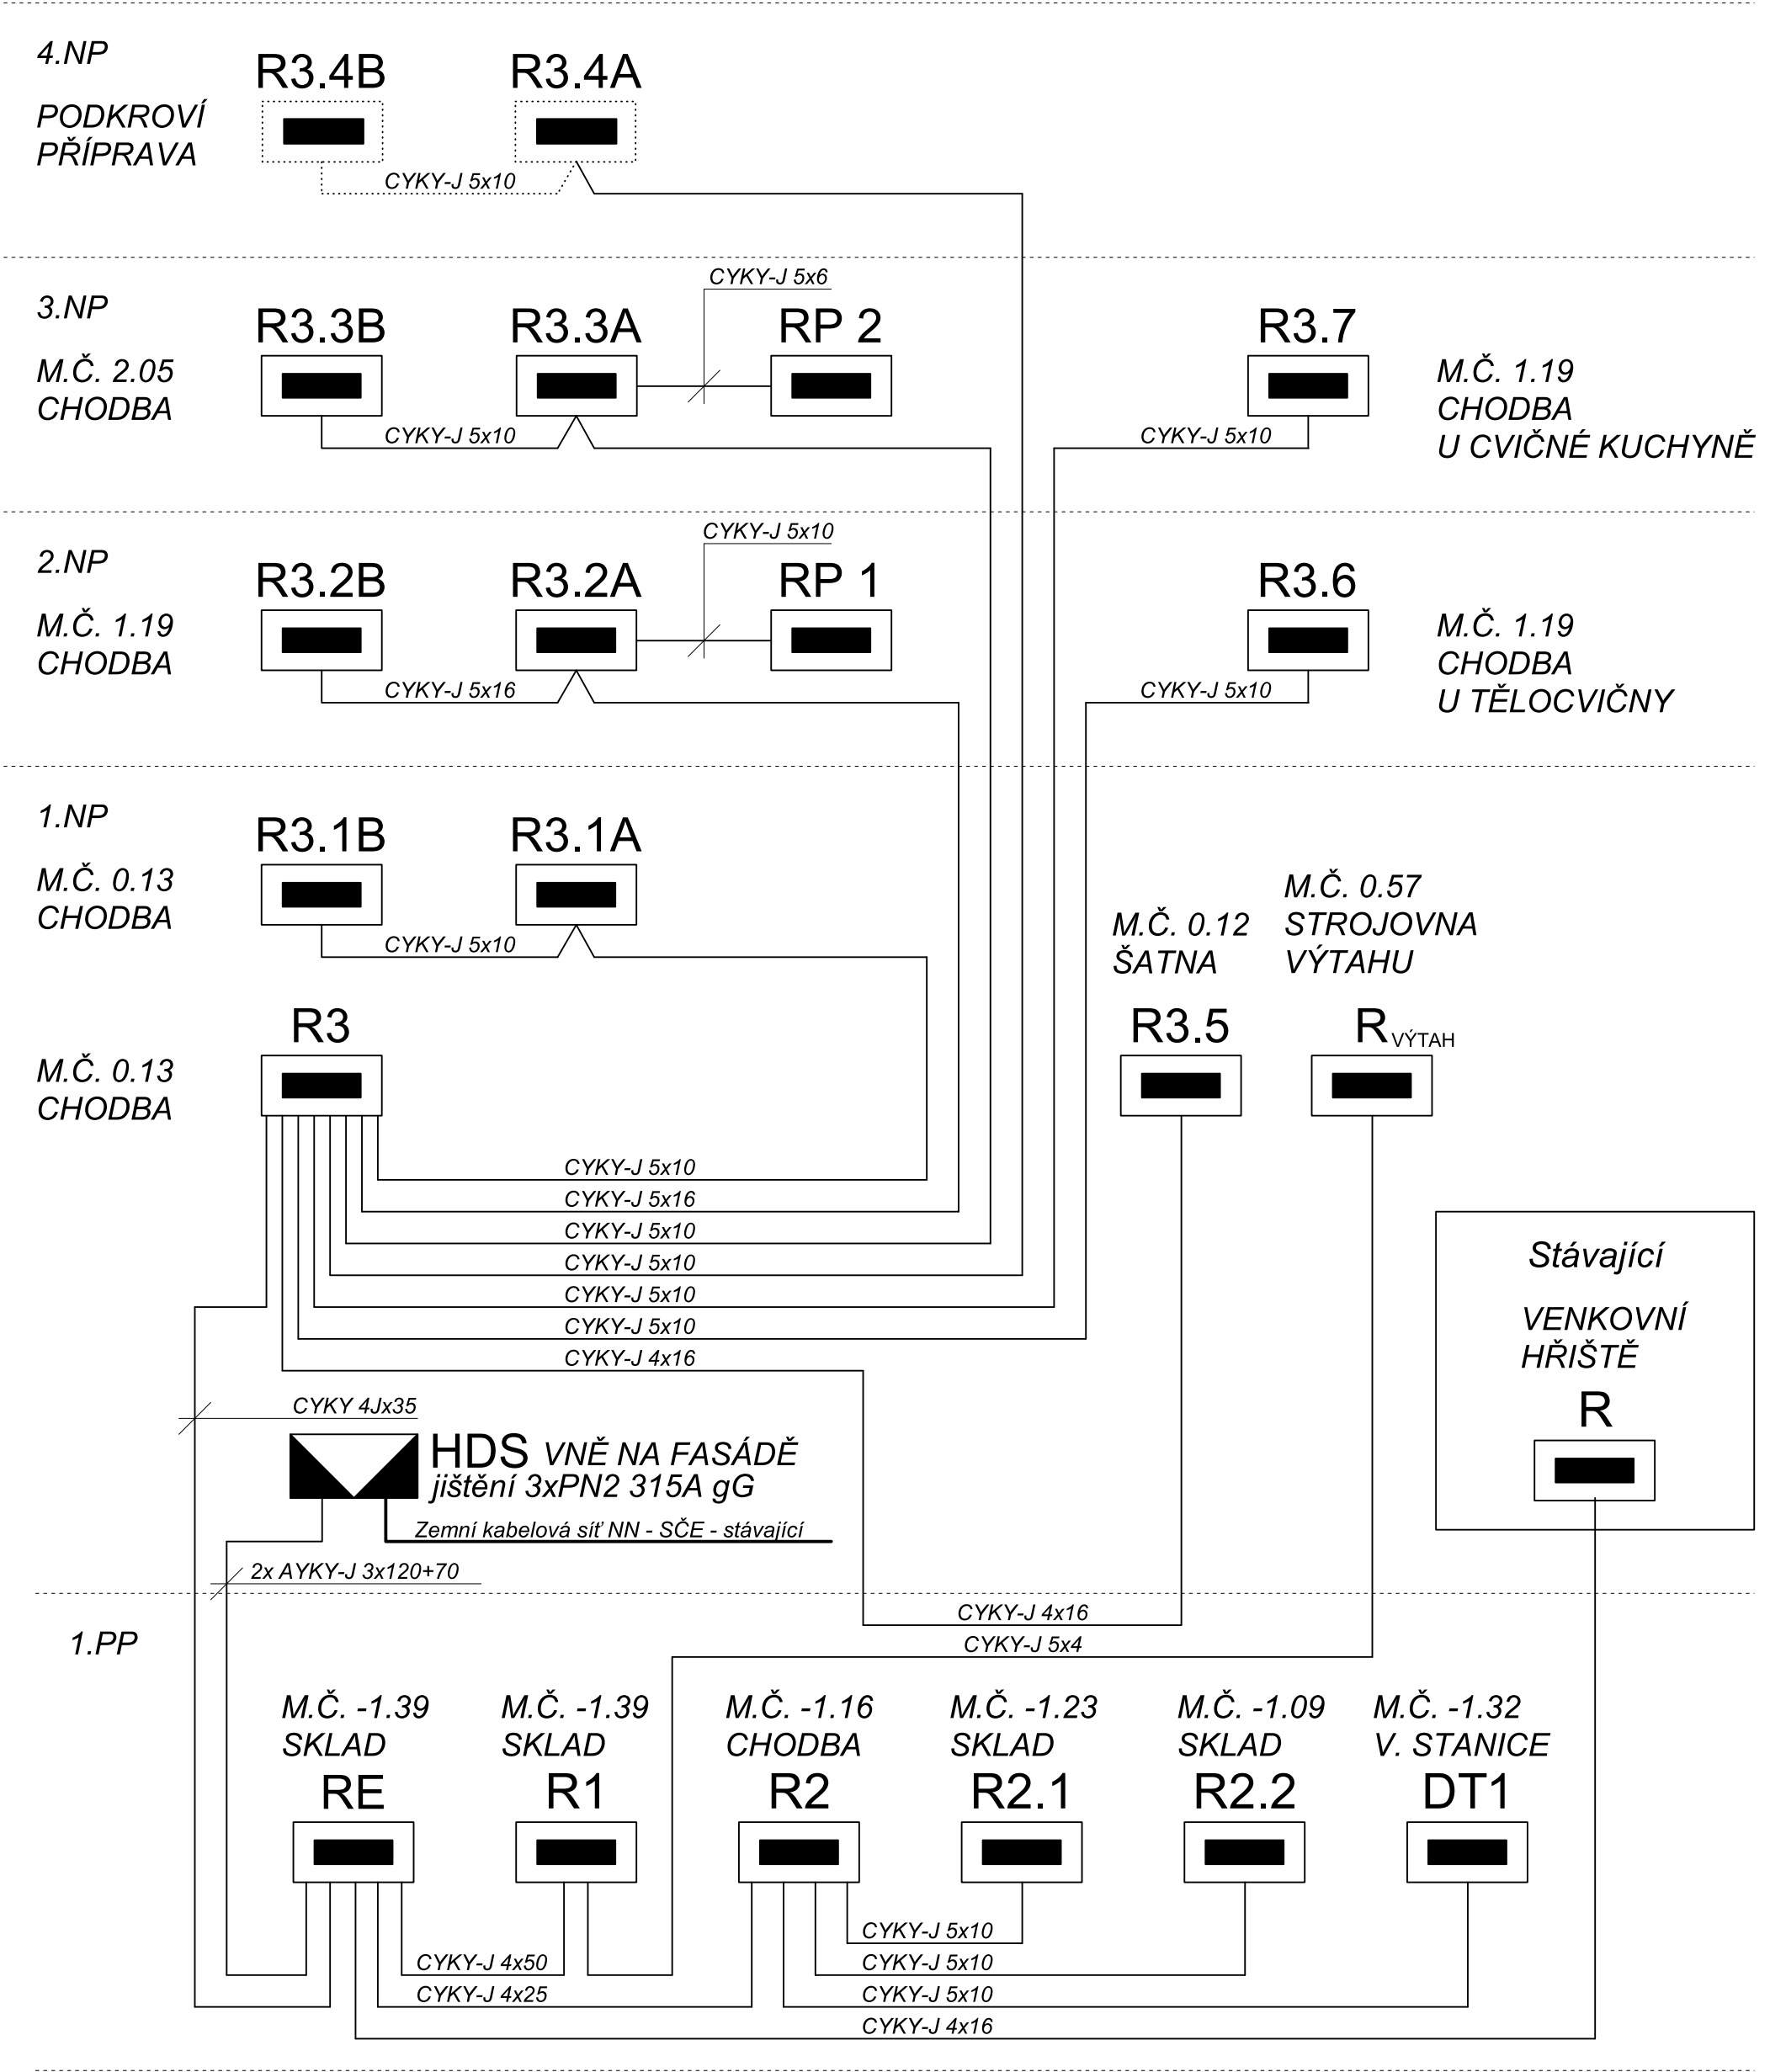 4.NP
PODKROVÍ
PŘÍPRAVA
R3.4B
R3.4A
CYKY-J 5x10
3.NP
M.Č. 2.05
CHODBA
R3.3B
R3.3A
CYKY-J 5x6
RP 2
CYKY-J 5x10
R3.7
CYKY-J 5x10
M.Č. 1.19
CHODBA
U CVIČNÉ KUCHYNĚ
2.NP
M.Č. 1.19
CHODBA
R3.2B
R3.2A
CYKY-J 5x10
RP 1
CYKY-J 5x16
R3.6
CYKY-J 5x10
M.Č. 1.19
CHODBA
U TĚLOCVIČNY
1.NP
M.Č. 0.13
CHODBA
R3.1B
R3.1A
CYKY-J 5x10
M.Č. 0.12
ŠATNA
R3.5
M.Č. 0.57
STROJOVNA
VÝTAHU
R VÝTAH
R3
M.Č. 0.13
CHODBA
CYKY-J 5x10
CYKY-J 5x16
CYKY-J 5x10
CYKY-J 5x10
CYKY-J 5x10
CYKY-J 5x10
CYKY-J 4x16
Stávající
VENKOVNÍ
HŘIŠTĚ
R
CYKY 4Jx35
HDS VNĚ NA FASÁDĚ
jištění 3xPN2 315A gG
Zemní kabelová síť NN - SČE - stávající
2x AYKY-J 3x120+70
1.PP
CYKY-J 4x16
CYKY-J 5x4
M.Č. -1.39
SKLAD
RE
M.Č. -1.39
SKLAD
R1
M.Č. -1.16
CHODBA
R2
M.Č. -1.23
SKLAD
R2.1
M.Č. -1.09
SKLAD
R2.2
M.Č. -1.32
V. STANICE
DT1
CYKY-J 5x10
CYKY-J 4x50
CYKY-J 5x10
CYKY-J 4x25
CYKY-J 5x10
CYKY-J 4x16